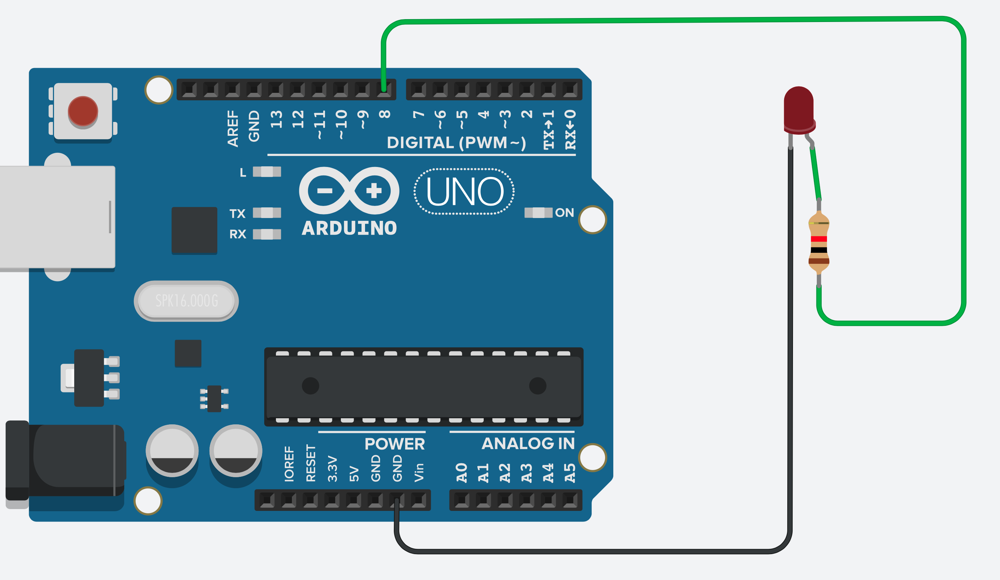 AREF
GND
13
12
~11
~10
~9
8
7
~6
~5
4
~3
2
TX→1
RX←0
DIGITAL (PWM ~)
L
TX
RX
ARDUINO
UNO
ON
SPK16.000G
POWER
ANALOG IN
IOREF
RESET
3.3V
5V
GND
GND
Vin
A0
A1
A2
A3
A4
A5